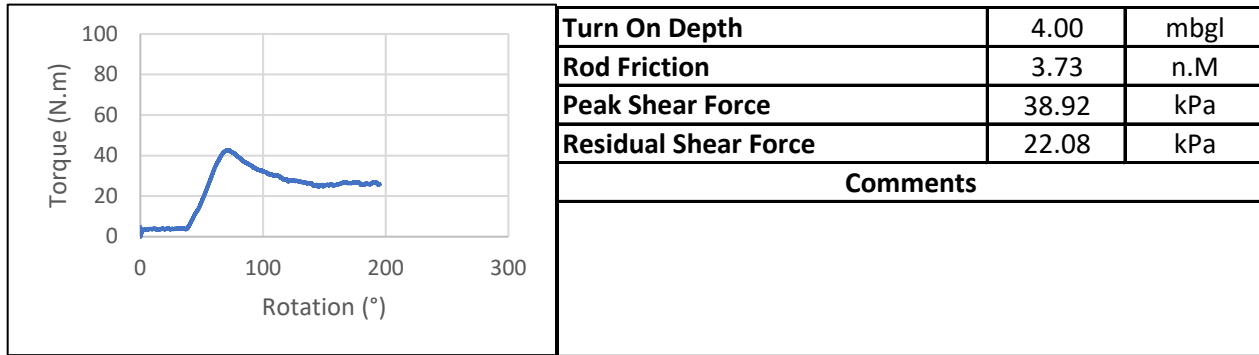 100
80
60
40
20
0
Torque (N.m)
0 100 200 300
Rotation (°)
Turn On Depth 4.00 mbgl
Rod Friction 3.73 n.M
Peak Shear Force 38.92 kPa
Residual Shear Force 22.08 kPa
Comments